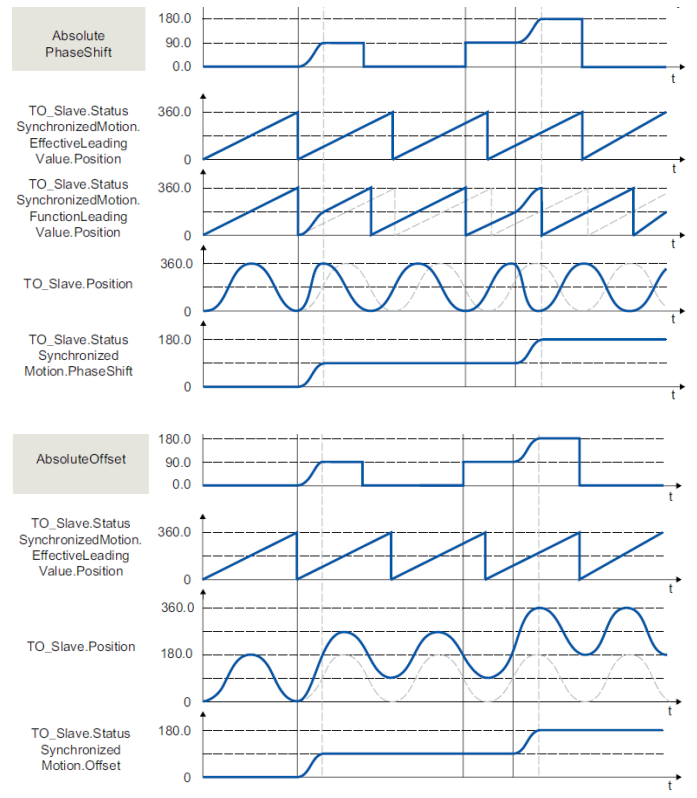 Absolute
PhaseShift
180.0
90.0
0.0
t
TO_Slave.Status
SynchronizedMotion.
EffectiveLeading
Value.Position
360.0
0
t
TO_Slave.Status
SynchronizedMotion.
FunctionLeading
Value.Position
360.0
0
t
TO_Slave.Position
360.0
0
t
TO_Slave.Status
Synchronized
Motion.PhaseShift
180.0
0
t
AbsoluteOffset
180.0
90.0
0.0
t
TO_Slave.Status
SynchronizedMotion.
EffectiveLeading
Value.Position
360.0
0
t
TO_Slave.Position
360.0
180.0
0
t
TO_Slave.Status
Synchronized
Motion.Offset
180.0
0
t